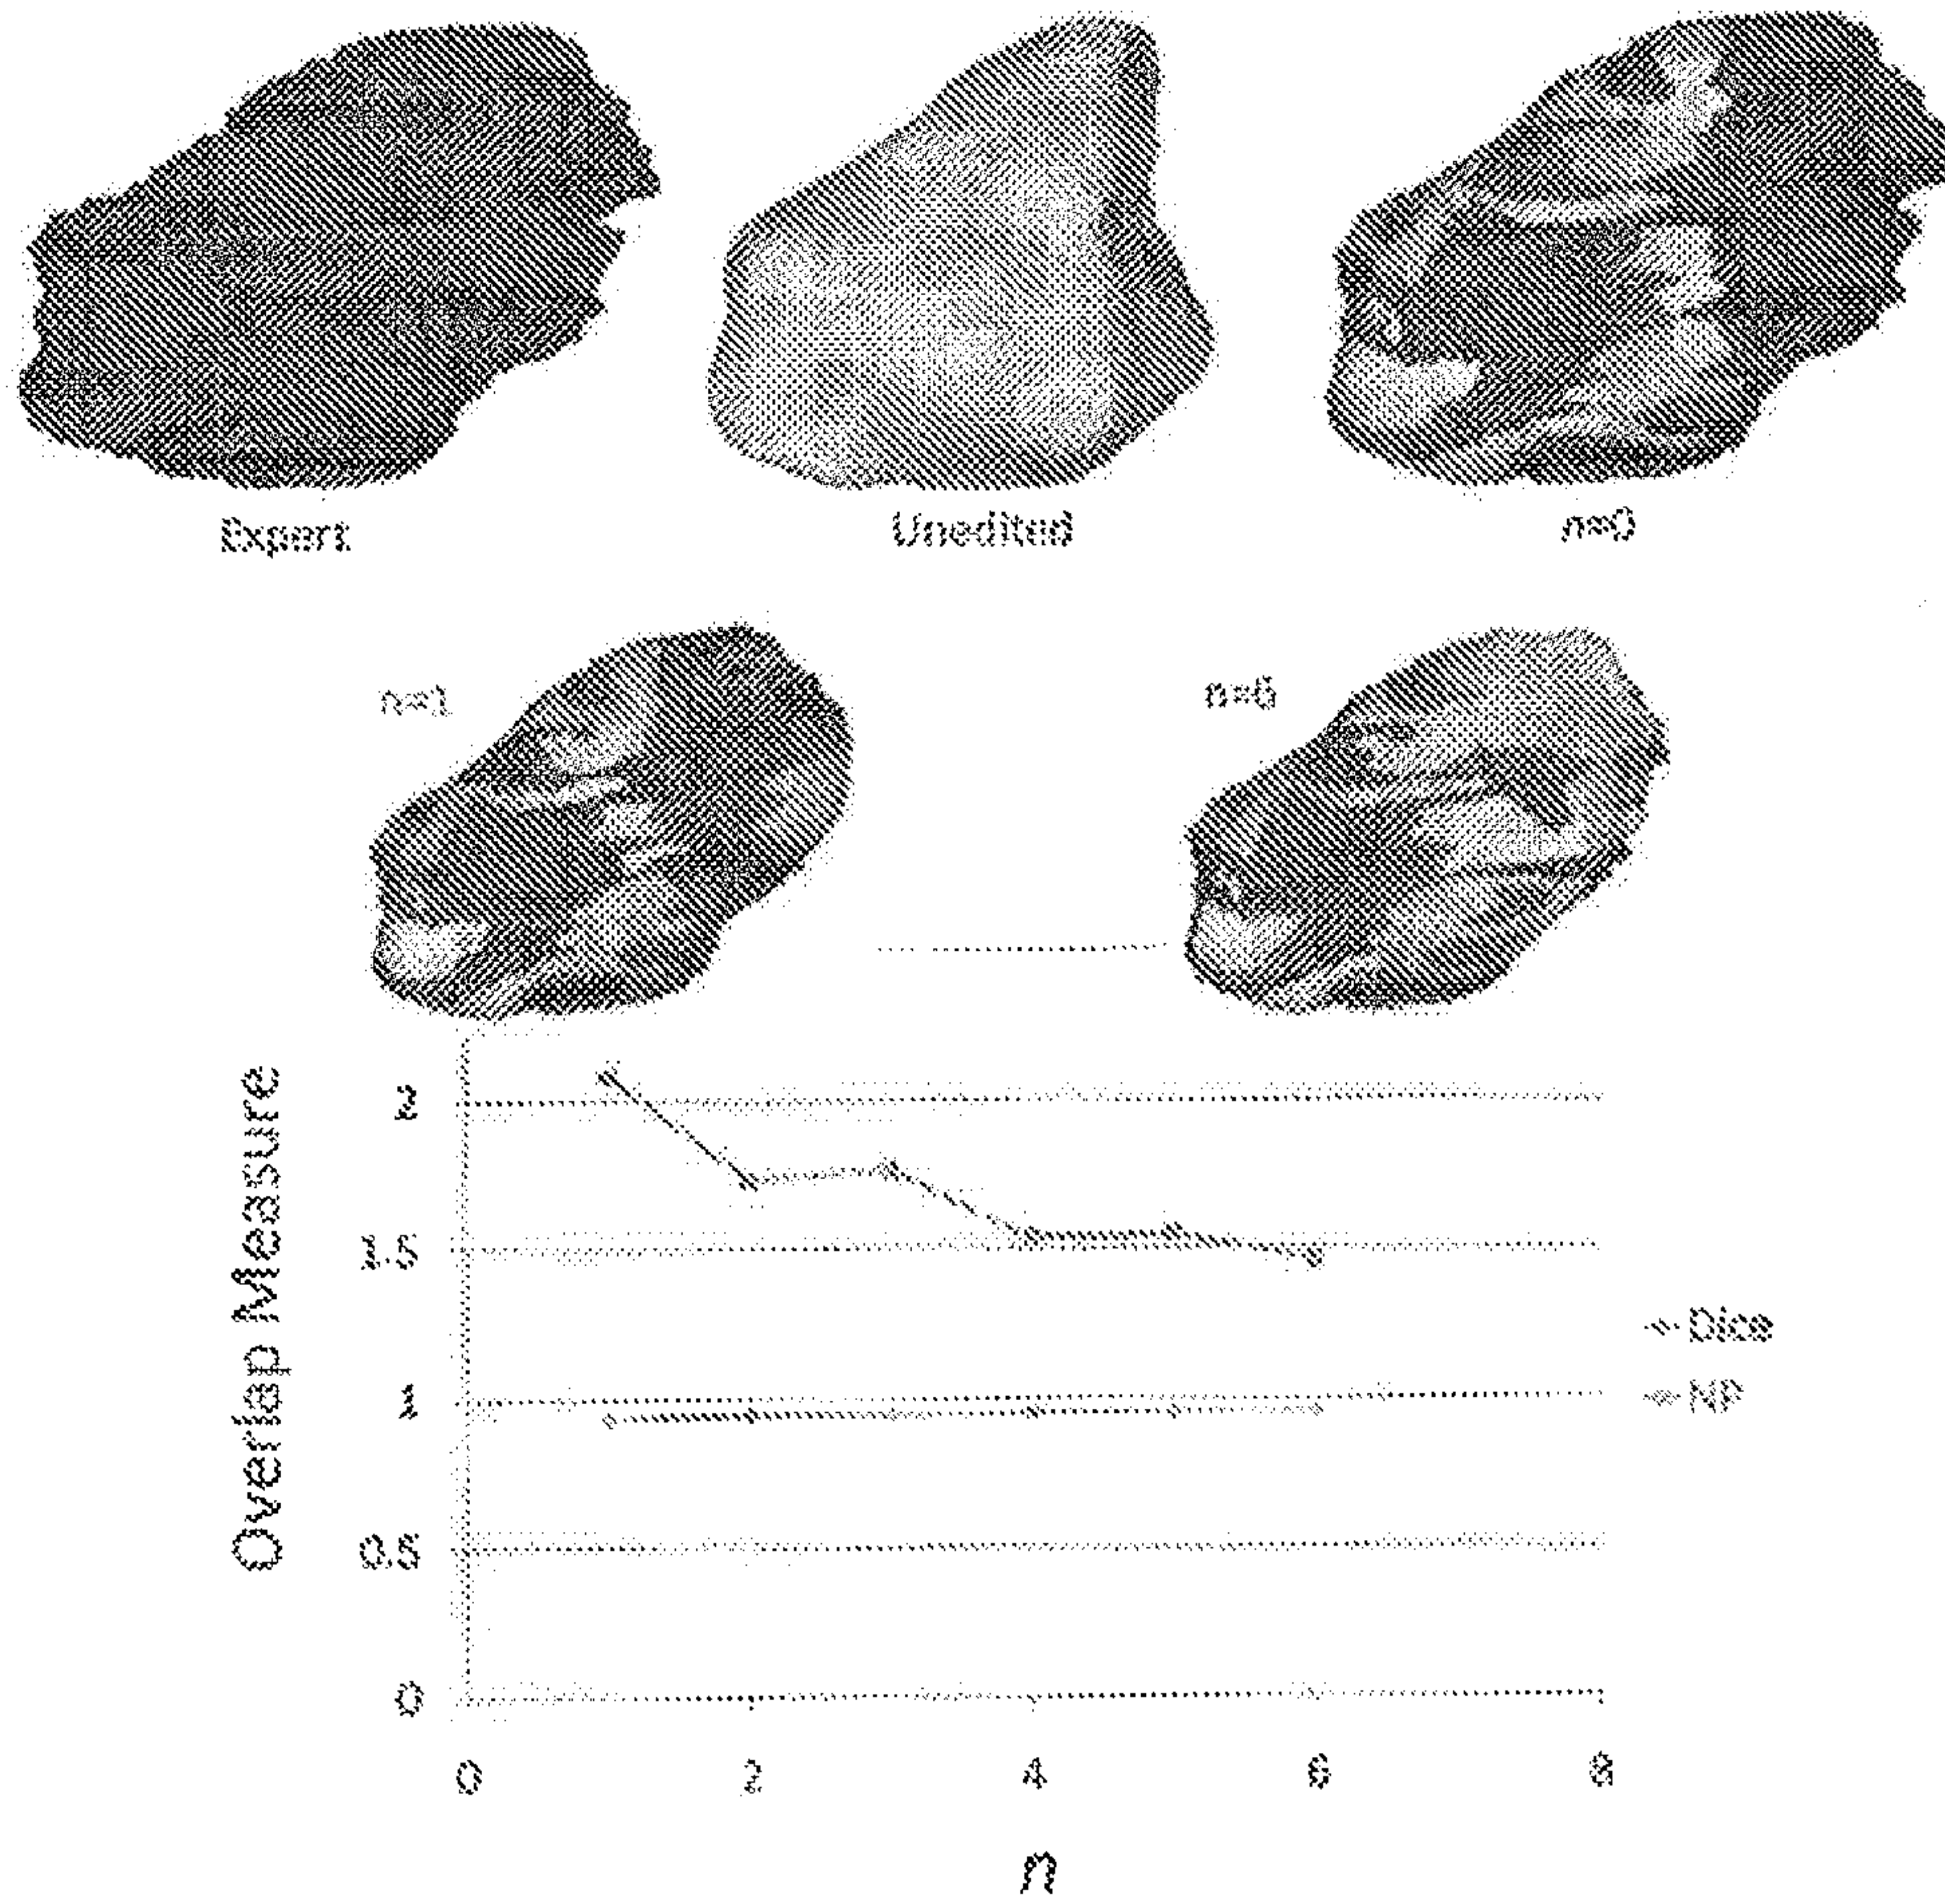 Expert
Unedited
n=0
n=1
n=6
Overlap Measure
2
1.5
1
0.5
0
Dice
NP
0
2
4
6
8
n